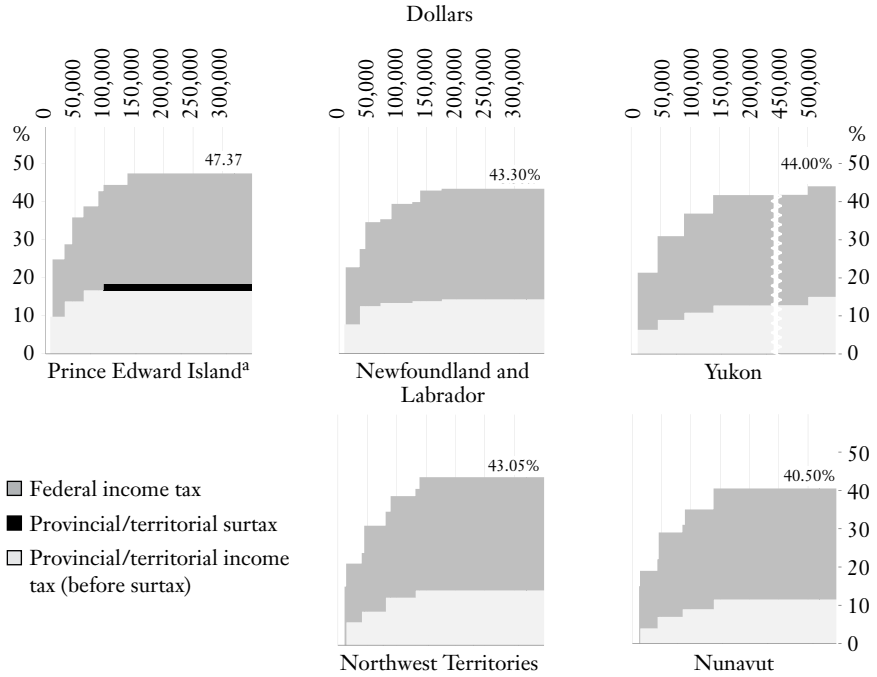 Dollars
0 50,000 100,000 150,000 200,000 250,000 300,000
0 50,000 100,000 150,000 200,000 250,000 300,000
0 50,000 100,000 150,000 200,000 250,000 450,000 500,000
% %
50 47.37 43.30% 44.00% 50
40 40
30 30
20 20
10 10
0 0
Prince Edward Islandᵃ Newfoundland and Yukon
Labrador
50
43.05% 40.50%
40
30
20
10
0
Federal income tax
Provincial/territorial surtax
Provincial/territorial income
tax (before surtax)
Northwest Territories Nunavut